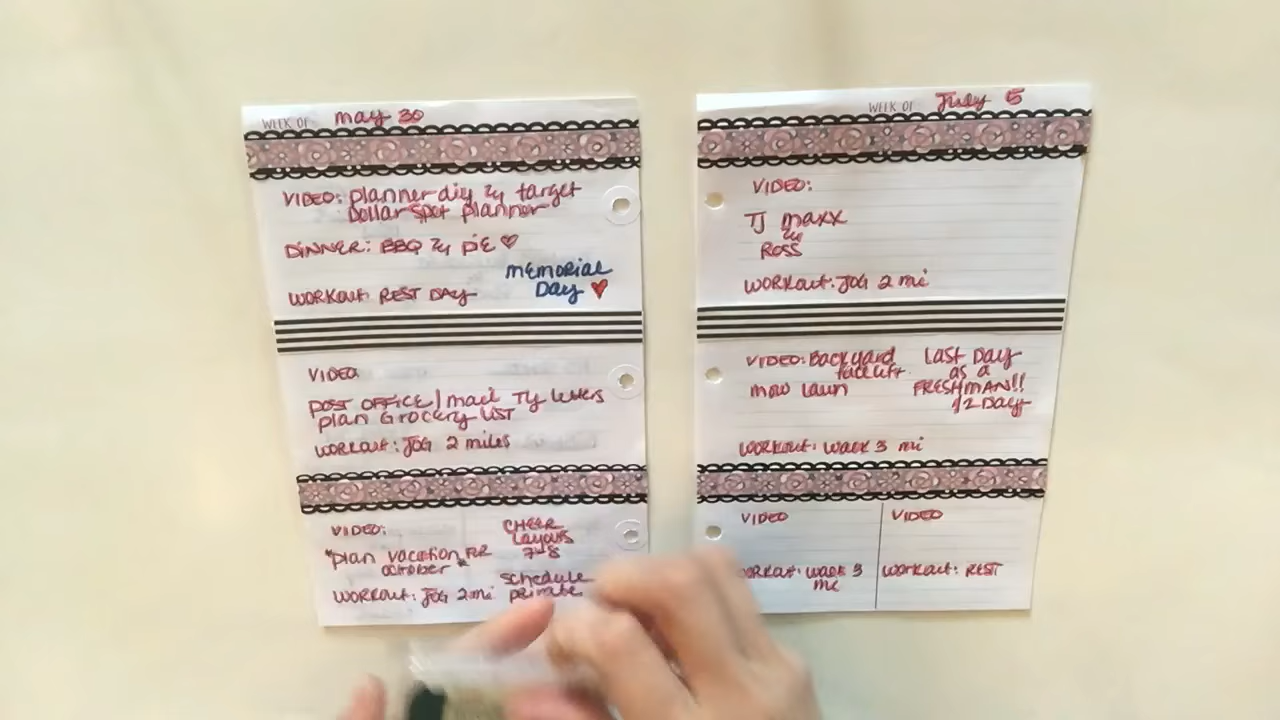 WEEK OF may 30
VIDEO: planner diy w/ target
Dollar spot planner
DINNER: BBQ w/ PIE
MEMORIAL
DAY
WORKOUT: REST DAY
VIDEO
POST OFFICE / mail TY
plan GROCERY LIST
WORKOUT: JOG 2 miles
VIDEO:
"plan vacation FOR
october"
CHEER
Layouts
7-8
schedule
private
WORKOUT: JOG 2 mi
WEEK OF July 5
VIDEO:
TJ maxx
ROSS
WORKOUT: JOG 2 mi
VIDEO: BACKYARD
facelift.
mow lawn
LAST DAY
as a
FRESHMAN!!
1/2 DAY
WORKOUT: WALK 3 mi
VIDEO
WORKOUT: WALK 3
mi
VIDEO
WORKOUT: REST